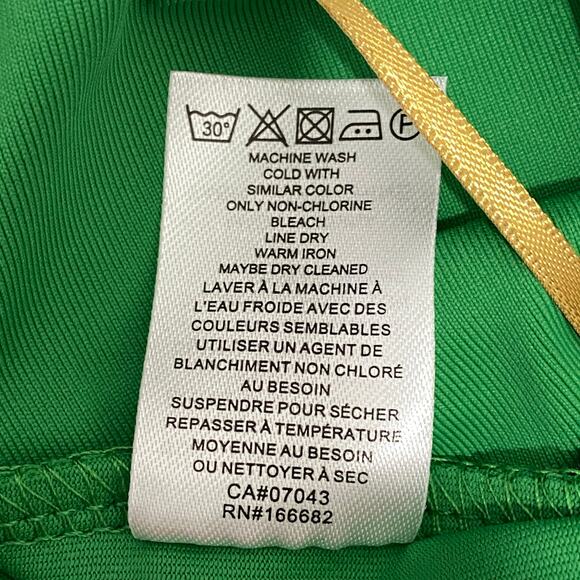 30° P
MACHINE WASH
COLD WITH
SIMILAR COLOR
ONLY NON-CHLORINE
BLEACH
LINE DRY
WARM IRON
MAYBE DRY CLEANED
LAVER À LA MACHINE À
L'EAU FROIDE AVEC DES
COULEURS SEMBLABLES
UTILISER UN AGENT DE
BLANCHIMENT NON CHLORÉ
AU BESOIN
SUSPENDRE POUR SÉCHER
REPASSER À TEMPÉRATURE
MOYENNE AU BESOIN
OU NETTOYER À SEC
CA#07043
RN#166682